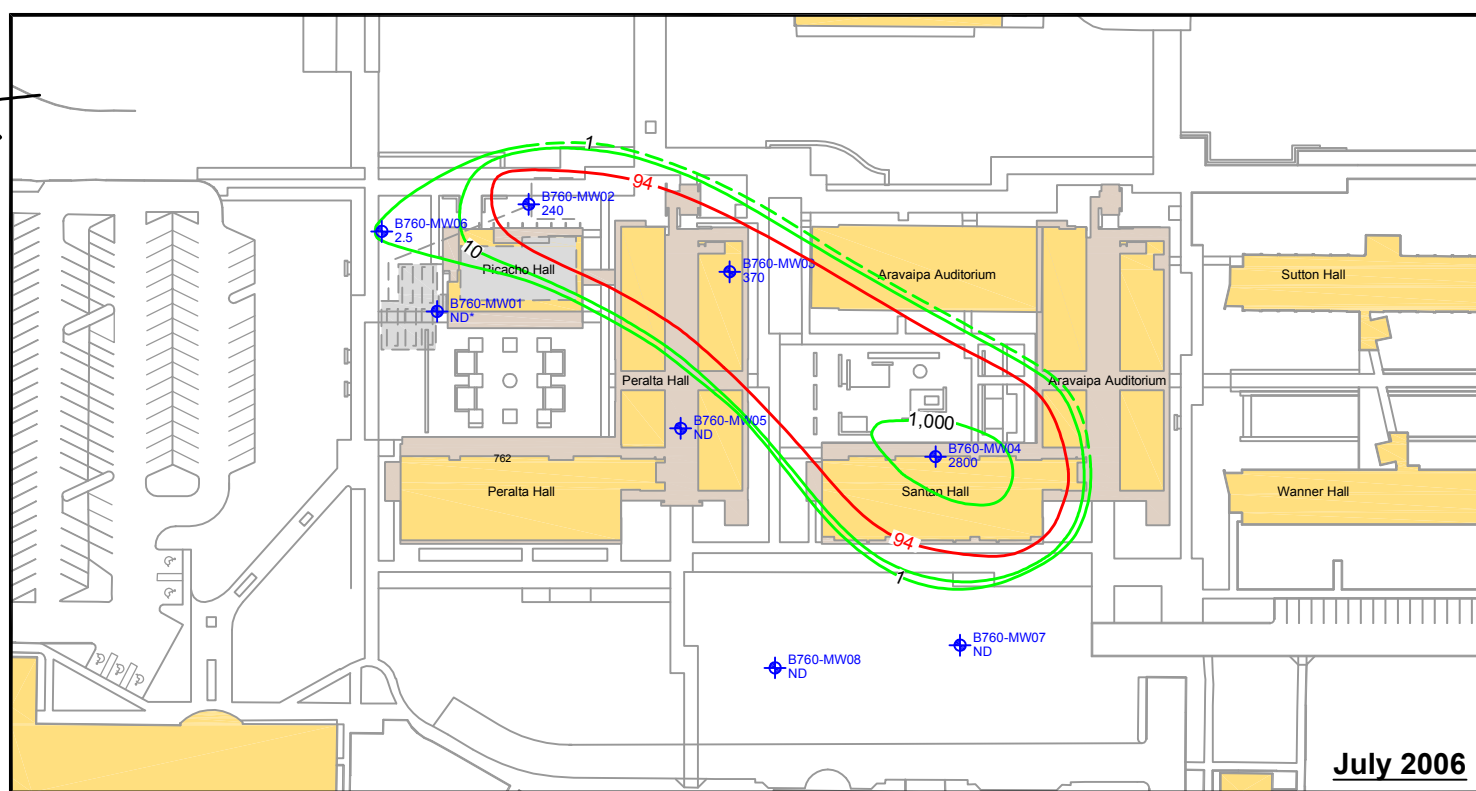 1
94
B760-MW02
240
B760-MW06
2.5
10
Picacho Hall
B760-MW03
370
Aravaipa Auditorium
Sutton Hall
B760-MW01
ND*
Peralta Hall
Aravaipa Auditorium
1,000
B760-MW05
ND
B760-MW04
2800
762
Peralta Hall
Santan Hall
Wanner Hall
94
1
B760-MW07
ND
B760-MW08
ND
July 2006